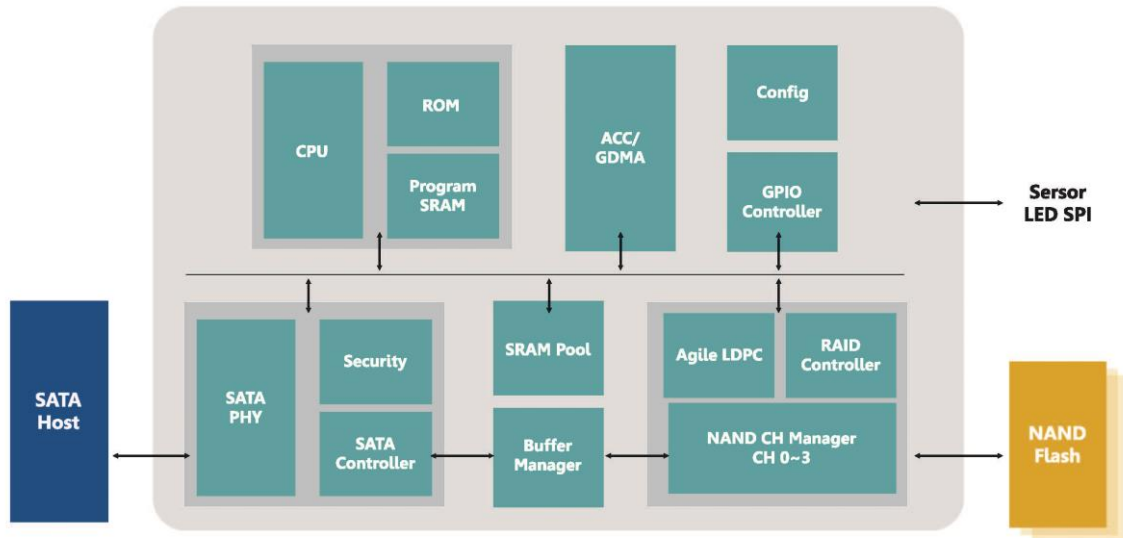 CPU
ROM
Program
SRAM
ACC/
GDMA
Config
GPIO
Controller
Sersor
LED SPI
SATA
Host
SATA
PHY
Security
SATA
Controller
SRAM Pool
Buffer
Manager
Agile LDPC
RAID
Controller
NAND CH Manager
CH 0~3
NAND
Flash